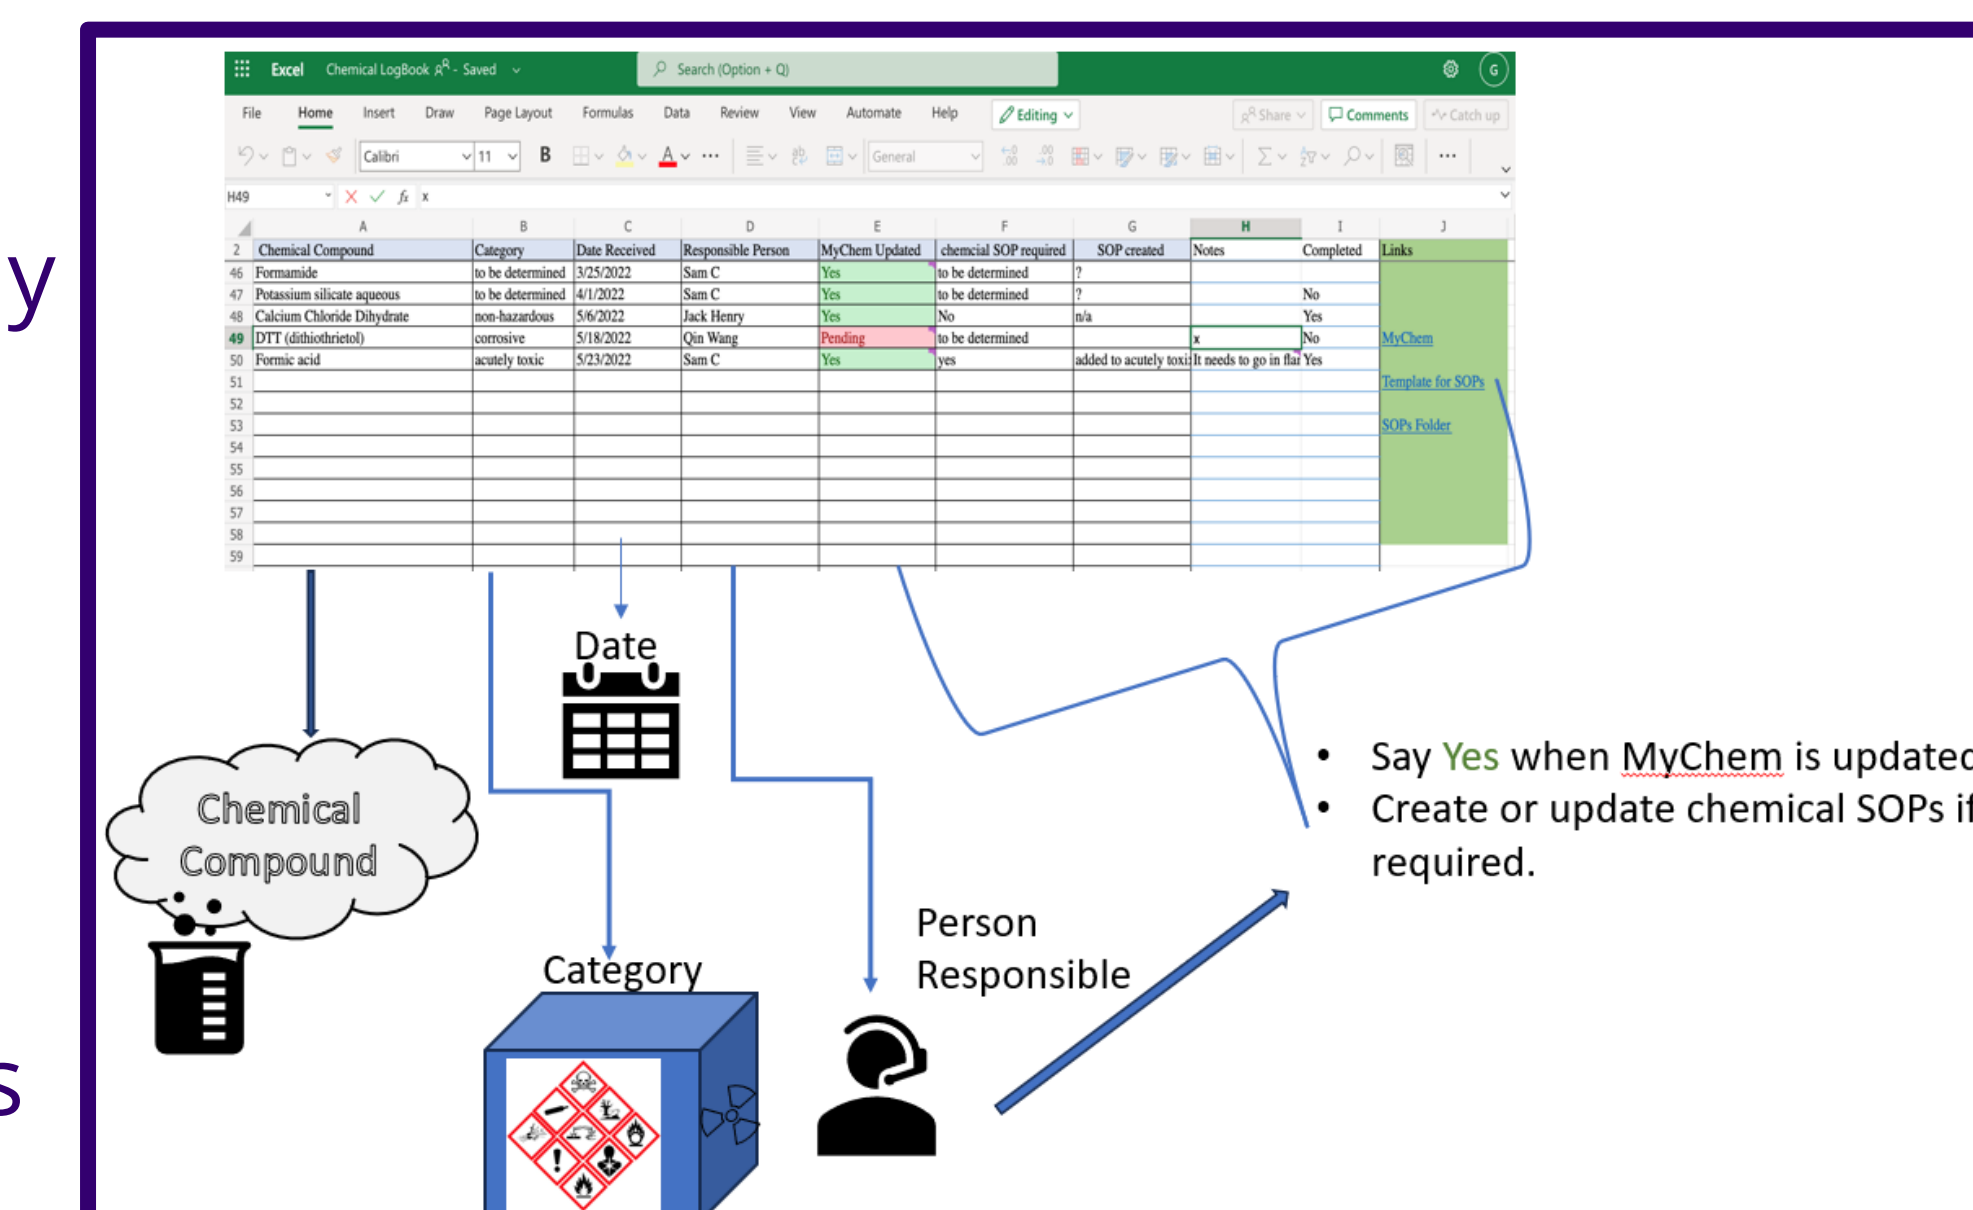 Excel Chemical LogBook - Saved Search (Option + Q) G
File Home Insert Draw Page Layout Formulas Data Review View Automate Help Editing Share Comments Catch up
Calibri 11 B A General
H49 fx x
A B C D E F G H I J
2 Chemical Compound Category Date Received Responsible Person MyChem Updated chemcial SOP required SOP created Notes Completed Links
46 Formamide to be determined 3/25/2022 Sam C Yes to be determined ?
47 Potassium silicate aqueous to be determined 4/1/2022 Sam C Yes to be determined ? No
48 Calcium Chloride Dihydrate non-hazardous 5/6/2022 Jack Henry Yes No n/a Yes
49 DTT (dithiothrietol) corrosive 5/18/2022 Qin Wang Pending to be determined x No MyChem
50 Formic acid acutely toxic 5/23/2022 Sam C Yes yes added to acutely toxi It needs to go in flar Yes
51 Template for SOPs
52
53 SOPs Folder
54
55
56
57
58
59
y
Date
• Say Yes when MyChem is updated
• Create or update chemical SOPs if
required.
Chemical
Compound
Person
Responsible
Category
s